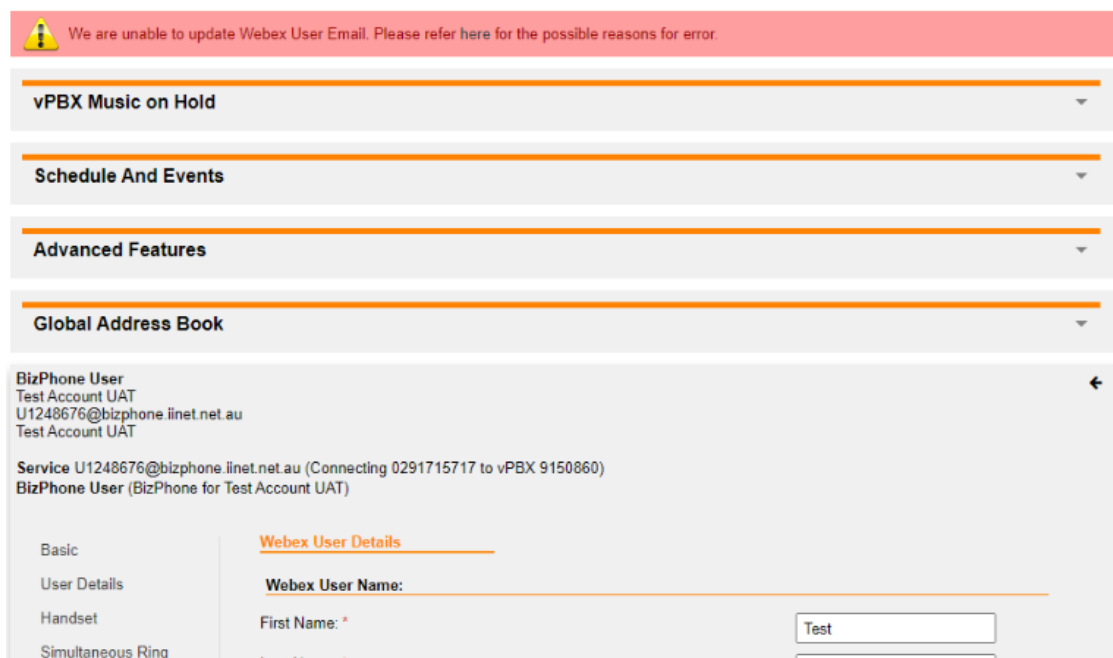 We are unable to update Webex User Email. Please refer here for the possible reasons for error.
vPBX Music on Hold
Schedule And Events
Advanced Features
Global Address Book
BizPhone User
Test Account UAT
U1248676@bizphone.iinet.net.au
Test Account UAT
Service U1248676@bizphone.iinet.net.au (Connecting 0291715717 to vPBX 9150860)
BizPhone User (BizPhone for Test Account UAT)
Basic
User Details
Handset
Simultaneous Ring
Webex User Details
Webex User Name:
First Name: *
Test